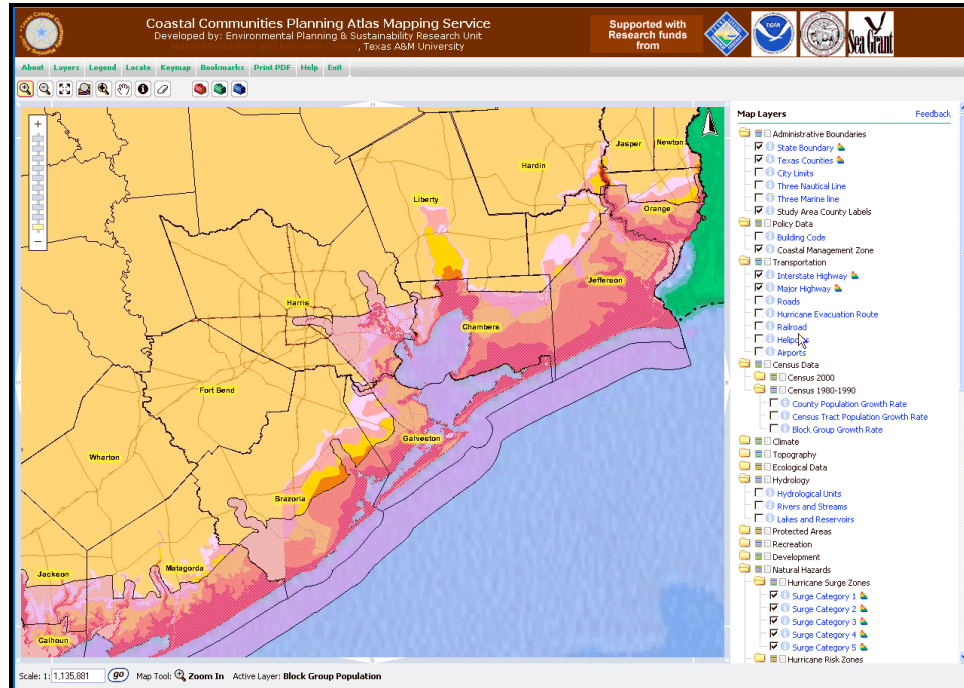 Coastal Communities Planning Atlas Mapping Service
Developed by: Environmental Planning & Sustainability Research Unit
Hazard Reduction and Recovery Center, Texas A&M University
Supported with
Research funds
from
NOAA
Sea Grant
About Layers Legend Locate Keymap Bookmarks Print PDF Help Exit
N
Jasper
Newton
Hardin
Liberty
Orange
Jefferson
Harris
Chambers
Fort Bend
Galveston
Wharton
Brazoria
Matagorda
Jackson
Calhoun
S
Map Layers
Feedback
Administrative Boundaries
State Boundary
Texas Counties
City Limits
Three Nautical Line
Three Marine line
Study Area County Labels
Policy Data
Building Code
Coastal Management Zone
Transportation
Interstate Highway
Major Highway
Roads
Hurricane Evacuation Route
Railroad
Airports
Census Data
Census 2000
Census 1980-1990
County Population Growth Rate
Census Tract Population Growth Rate
Block Group Growth Rate
Climate
Topography
Ecological Data
Hydrology
Hydrological Units
Rivers and Streams
Lakes and Reservoirs
Protected Areas
Recreation
Development
Natural Hazards
Hurricane Surge Zones
Surge Category 1
Surge Category 2
Surge Category 3
Surge Category 4
Surge Category 5
Hurricane Risk Zones
Scale: 1: 1,135,881 go Map Tool: Zoom In Active Layer: Block Group Population